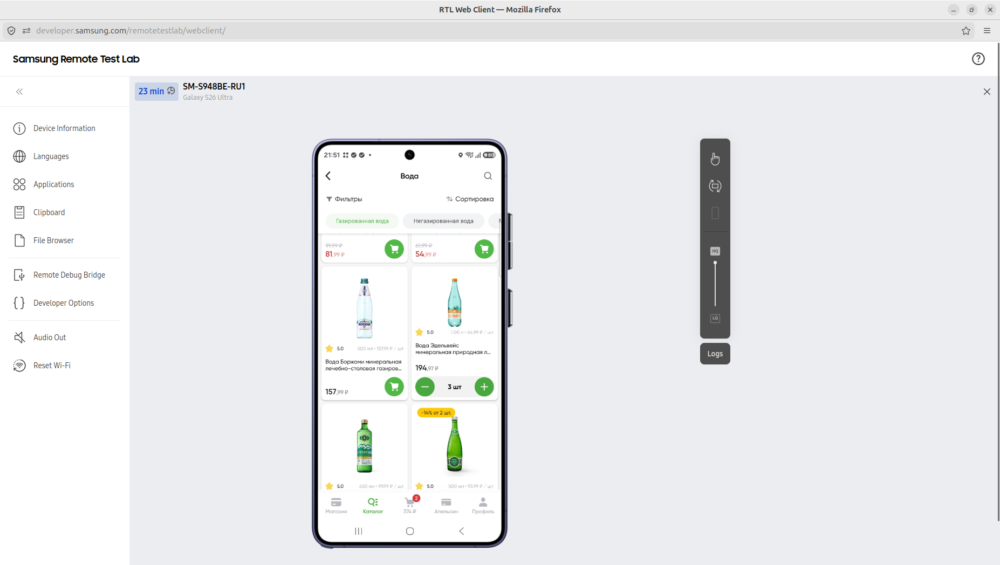 RTL Web Client — Mozilla Firefox
developer.samsung.com/remotetestlab/webclient/
Samsung Remote Test Lab
23 min
SM-S948BE-RU1
Galaxy S26 Ultra
Device Information
Languages
Applications
Clipboard
File Browser
Remote Debug Bridge
Developer Options
Audio Out
Reset Wi-Fi
21:51
80
Вода
Фильтры
Сортировка
Газированная вода
Негазированная вода
91.99 ₽
81,99 ₽
61.99 ₽
54,99 ₽
BORJOMI
5.0
500 мл • 157.99 ₽ / шт
Вода Боржоми минеральная
лечебно-столовая газиров...
157,99 ₽
5.0
1.00 л • 64.99 ₽ / шт
Вода Эдельвейс
минеральная природная л...
194,97 ₽
3 шт
-14% от 2 шт.
5.0
450 мл • 99.99 ₽ / шт
5.0
500 мл • 93.99 ₽ / шт
Магазин
Каталог
2
374 ₽
Апельсин
Профиль
HQ
LQ
Logs